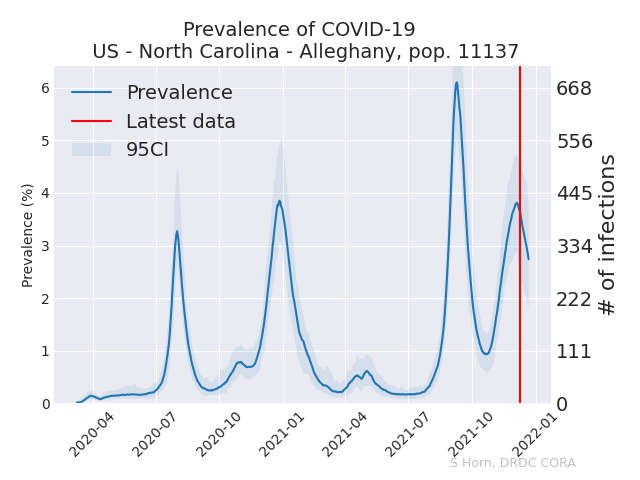 Prevalence of COVID-19
US - North Carolina - Alleghany, pop. 11137
Prevalence
Latest data
95CI
Prevalence (%)
6
5
4
3
2
1
0
668
556
445
334
222
111
0
# of infections
2020-04
2020-07
2020-10
2021-01
2021-04
2021-07
2021-10
2022-01
S Horn, DRDC CORA